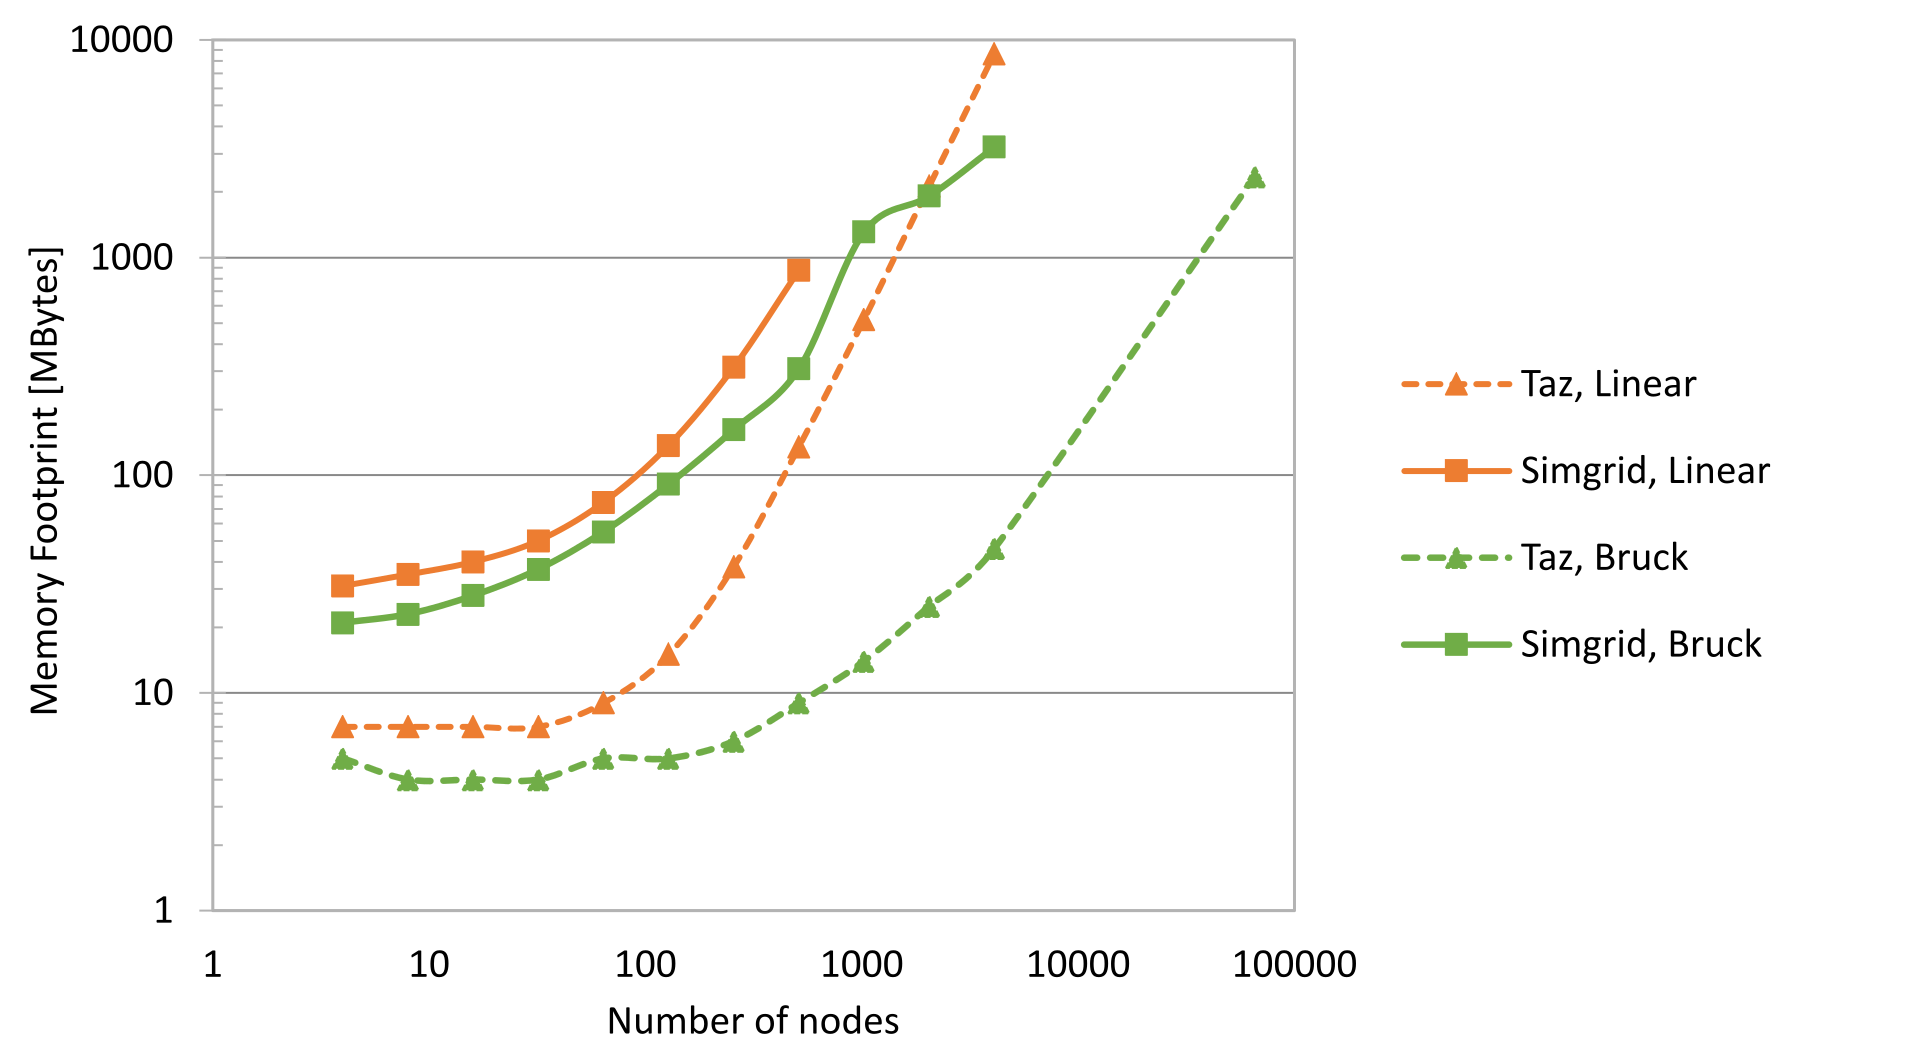 10000
1000
100
10
1
Memory Footprint [MBytes]
1 10 100 1000 10000 100000
Number of nodes
Taz, Linear
Simgrid, Linear
Taz, Bruck
Simgrid, Bruck